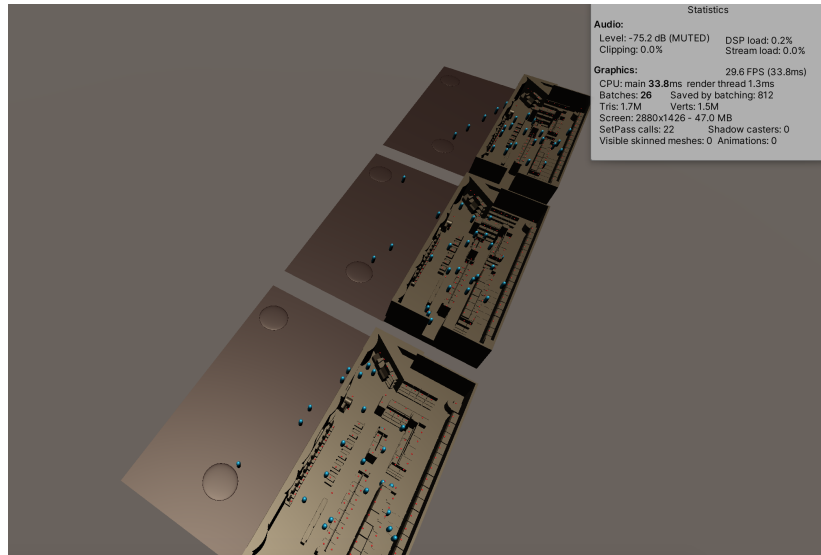 Statistics
Audio:
Level: -75.2 dB (MUTED) DSP load: 0.2%
Clipping: 0.0% Stream load: 0.0%
Graphics: 29.6 FPS (33.8ms)
CPU: main 33.8ms render thread 1.3ms
Batches: 26 Saved by batching: 812
Tris: 1.7M Verts: 1.5M
Screen: 2880x1426 - 47.0 MB
SetPass calls: 22 Shadow casters: 0
Visible skinned meshes: 0 Animations: 0